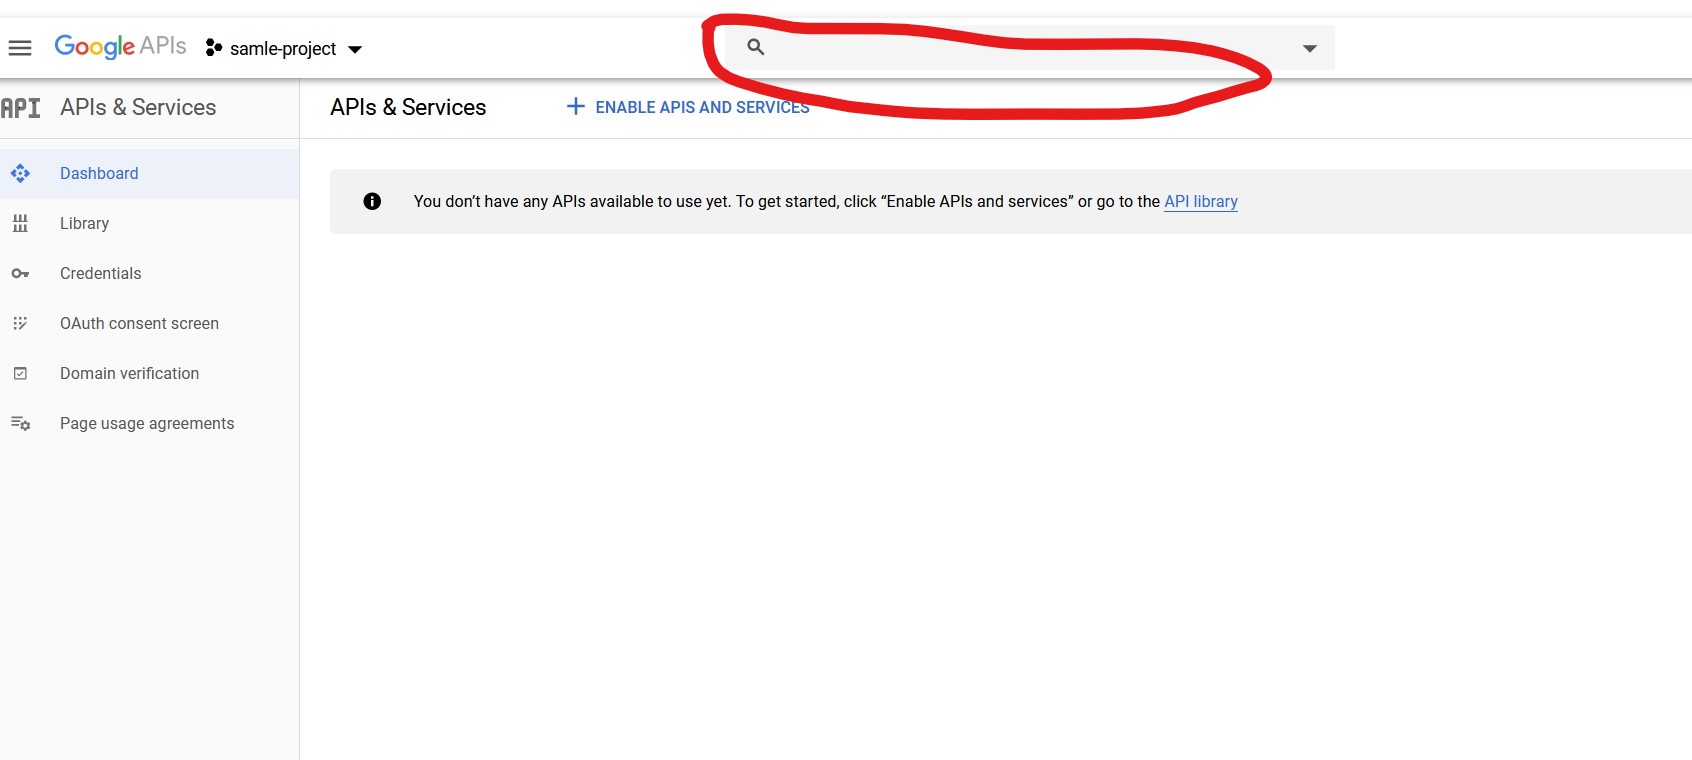 Google APIs samle-project
API APIs & Services
APIs & Services
ENABLE APIS AND SERVICES
Dashboard
Library
Credentials
OAuth consent screen
Domain verification
Page usage agreements
You don’t have any APIs available to use yet. To get started, click “Enable APIs and services” or go to the API library